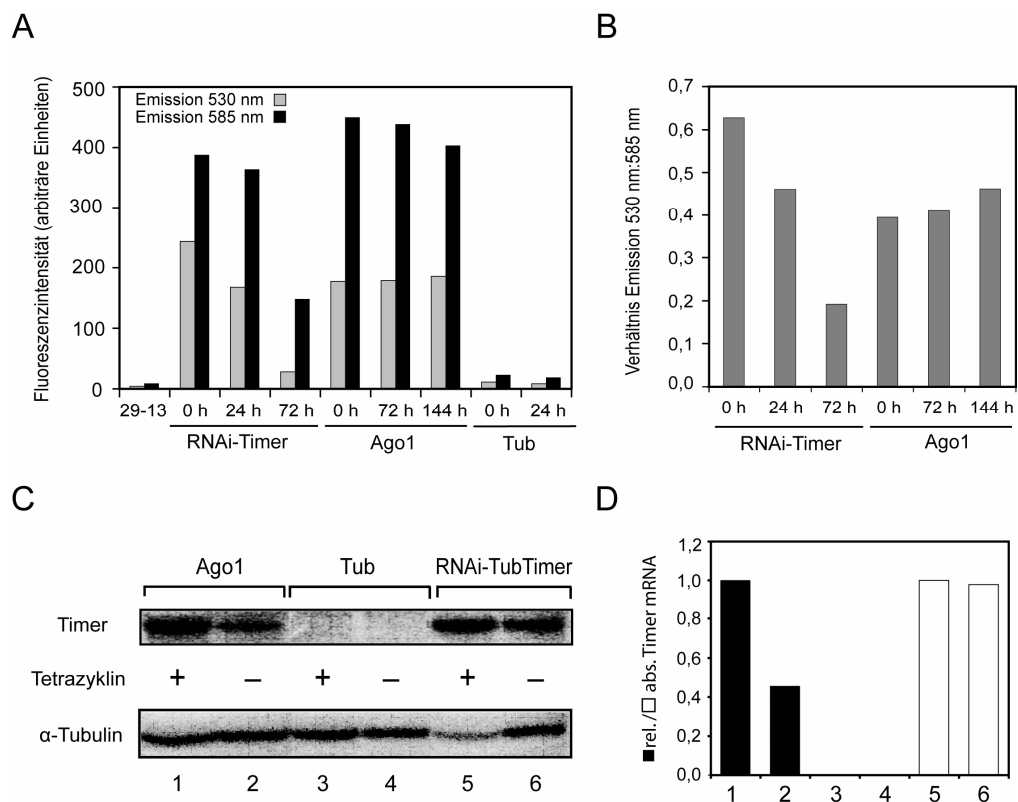 A
Fluoreszenzintensität (arbiträre Einheiten)
500
400
300
200
100
0
Emission 530 nm
Emission 585 nm
29-13
0 h
24 h
72 h
0 h
72 h
144 h
0 h
24 h
RNAi-Timer
Ago1
Tub
B
Verhältnis Emission 530 nm:585 nm
0,7
0,6
0,5
0,4
0,3
0,2
0,1
0,0
0 h
24 h
72 h
0 h
72 h
144 h
RNAi-Timer
Ago1
C
Ago1
Tub
RNAi-TubTimer
Timer
Tetrazyklin
+ – + – + –
α-Tubulin
1 2 3 4 5 6
D
rel./ abs.Timer mRNA
1,2
1,0
0,8
0,6
0,4
0,2
0,0
1 2 3 4 5 6